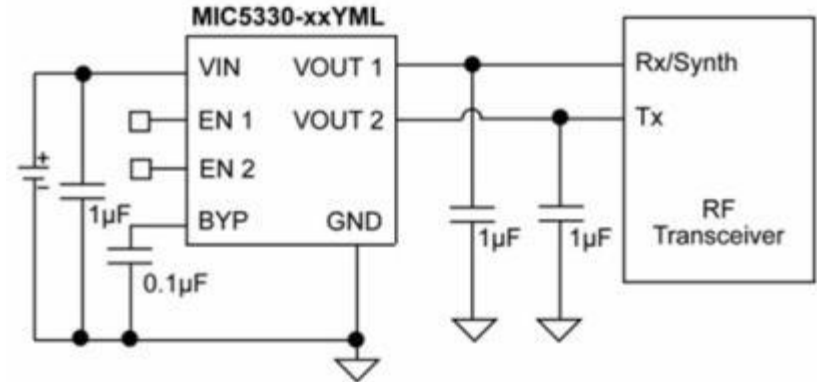 MIC5330-xxYML
VIN VOUT 1
EN 1 VOUT 2
EN 2
BYP GND
+
-
1µF
0.1µF
1µF
1µF
Rx/Synth
Tx
RF
Transceiver